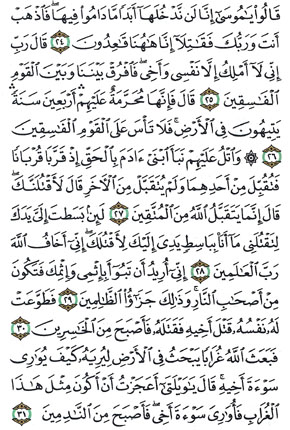 قَالُوا۟ يَـٰمُوسَىٰٓ إِنَّا لَن نَّدْخُلَهَآ أَبَدًا مَّا دَامُوا۟ فِيهَا ۖ فَٱذْهَبْ
أَنتَ وَرَبُّكَ فَقَـٰتِلَآ إِنَّا هَـٰهُنَا قَـٰعِدُونَ ٢٤ قَالَ رَبِّ
إِنِّى لَآ أَمْلِكُ إِلَّا نَفْسِى وَأَخِى ۖ فَٱفْرُقْ بَيْنَنَا وَبَيْنَ ٱلْقَوْمِ
ٱلْفَـٰسِقِينَ ٢٥ قَالَ فَإِنَّهَا مُحَرَّمَةٌ عَلَيْهِمْ ۛ أَرْبَعِينَ سَنَةً ۛ
يَتِيهُونَ فِى ٱلْأَرْضِ ۚ فَلَا تَأْسَ عَلَى ٱلْقَوْمِ ٱلْفَـٰسِقِينَ
٢٦ ۞ وَٱتْلُ عَلَيْهِمْ نَبَأَ ٱبْنَىْ ءَادَمَ بِٱلْحَقِّ إِذْ قَرَّبَا قُرْبَانًا
فَتُقُبِّلَ مِنْ أَحَدِهِمَا وَلَمْ يُتَقَبَّلْ مِنَ ٱلْـَٔاخَرِ قَالَ لَأَقْتُلَنَّكَ ۖ
قَالَ إِنَّمَا يَتَقَبَّلُ ٱللَّهُ مِنَ ٱلْمُتَّقِينَ ٢٧ لَئِنۢ بَسَطتَ إِلَىَّ يَدَكَ
لِتَقْتُلَنِى مَآ أَنَا۠ بِبَاسِطٍ يَدِىَ إِلَيْكَ لِأَقْتُلَكَ ۖ إِنِّىٓ أَخَافُ ٱللَّهَ
رَبَّ ٱلْعَـٰلَمِينَ ٢٨ إِنِّىٓ أُرِيدُ أَن تَبُوٓأَ بِإِثْمِى وَإِثْمِكَ فَتَكُونَ
مِنْ أَصْحَـٰبِ ٱلنَّارِ ۚ وَذَٰلِكَ جَزَٰٓؤُا۟ ٱلظَّـٰلِمِينَ ٢٩ فَطَوَّعَتْ
لَهُۥ نَفْسُهُۥ قَتْلَ أَخِيهِ فَقَتَلَهُۥ فَأَصْبَحَ مِنَ ٱلْخَـٰسِرِينَ ٣٠
فَبَعَثَ ٱللَّهُ غُرَابًا يَبْحَثُ فِى ٱلْأَرْضِ لِيُرِيَهُۥ كَيْفَ يُوَٰرِى
سَوْءَةَ أَخِيهِ ۚ قَالَ يَـٰوَيْلَتَىٰٓ أَعَجَزْتُ أَنْ أَكُونَ مِثْلَ هَـٰذَا
ٱلْغُرَابِ فَأُوَٰرِىَ سَوْءَةَ أَخِى ۖ فَأَصْبَحَ مِنَ ٱلنَّـٰدِمِينَ ٣١